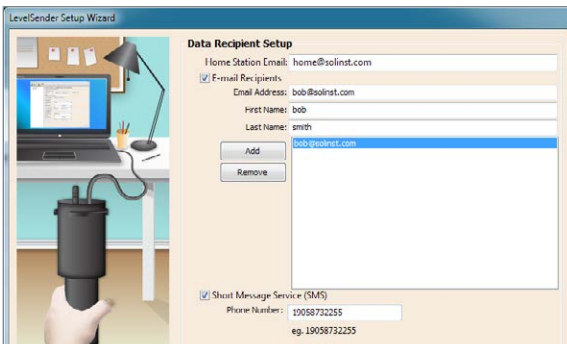 LevelSender Setup Wizard
Data Recipient Setup
Home Station Email: home@solinst.com
E-mail Recipients
Email Address: bob@solinst.com
First Name: bob
Last Name: smith
bob@solinst.com
Add
Remove
Short Message Service (SMS)
Phone Number: 19058732255
eg. 19058732255